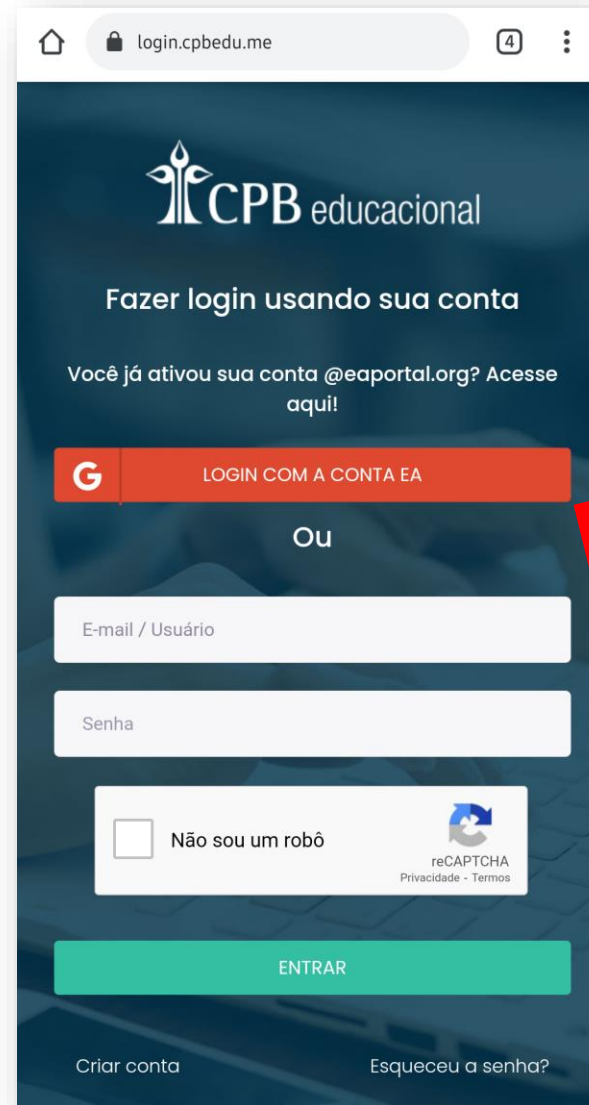 login.cpbedu.me
4
CPB educacional
Fazer login usando sua conta
Você já ativou sua conta @eaportal.org? Acesse
aqui!
G
LOGIN COM A CONTA EA
Ou
E-mail / Usuário
Senha
Não sou um robô
reCAPTCHA
Privacidade - Termos
ENTRAR
Criar conta
Esqueceu a senha?